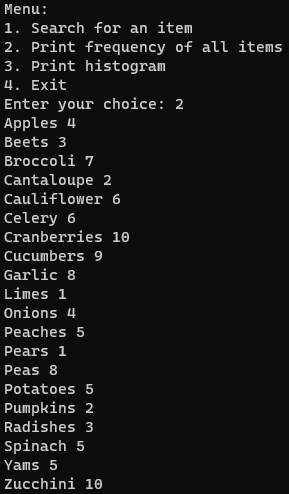 Menu:
1. Search for an item
2. Print frequency of all items
3. Print histogram
4. Exit
Enter your choice: 2
Apples 4
Beets 3
Broccoli 7
Cantaloupe 2
Cauliflower 6
Celery 6
Cranberries 10
Cucumbers 9
Garlic 8
Limes 1
Onions 4
Peaches 5
Pears 1
Peas 8
Potatoes 5
Pumpkins 2
Radishes 3
Spinach 5
Yams 5
Zucchini 10